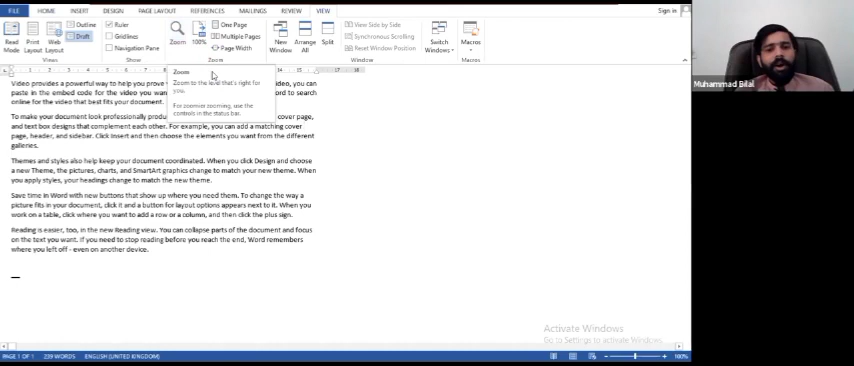 FILE HOME INSERT DESIGN PAGE LAYOUT REFERENCES MAILINGS REVIEW VIEW Sign in
Read Mode
Print Layout
Web Layout
Outline
Draft
Views
Ruler
Gridlines
Navigation Pane
Show
Zoom
100%
One Page
Multiple Pages
Page Width
Zoom
New Window
Arrange All
Split
View Side by Side
Synchronous Scrolling
Reset Window Position
Window
Switch Windows
Macros
Macros
Zoom
Zoom to the level that's right for you.
For zoomier zooming, use the controls in the status bar.
Video provides a powerful way to help you prove video, you can
paste in the embed code for the video you want to search
online for the video that best fits your document.
To make your document look professionally cover page,
and text box designs that complement each other. For example, you can add a matching cover
page, header, and sidebar. Click Insert and then choose the elements you want from the different
galleries.
Themes and styles also help keep your document coordinated. When you click Design and choose
a new Theme, the pictures, charts, and SmartArt graphics change to match your new theme. When
you apply styles, your headings change to match the new theme.
Save time in Word with new buttons that show up where you need them. To change the way a
picture fits in your document, click it and a button for layout options appears next to it. When you
work on a table, click where you want to add a row or a column, and then click the plus sign.
Reading is easier, too, in the new Reading view. You can collapse parts of the document and focus
on the text you want. If you need to stop reading before you reach the end, Word remembers
where you left off - even on another device.
Muhammad Bilal
Activate Windows
Go to Settings to activate Windows.
PAGE 1 OF 1 239 WORDS ENGLISH (UNITED KINGDOM) 100%